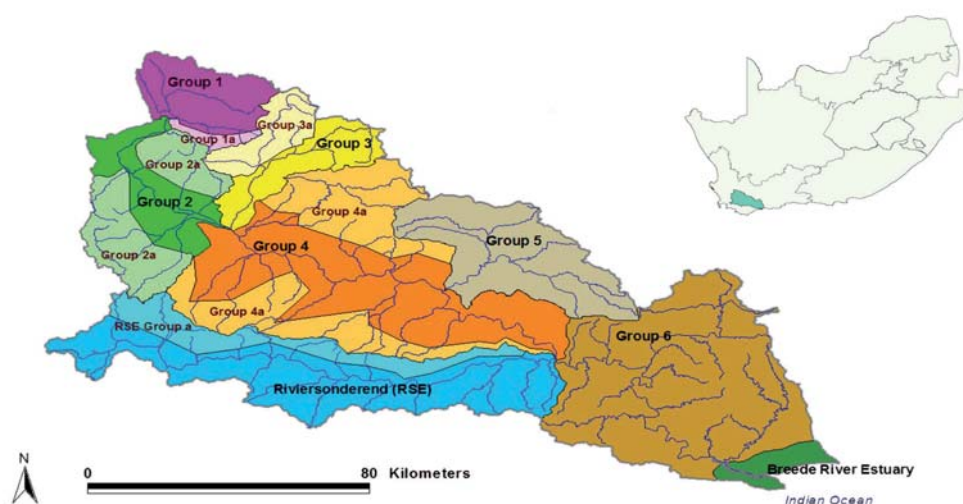 Group 1
Group 3a
Group 1a
Group 3
Group 2a
Group 2
Group 4a
Group 4
Group 5
Group 2a
Group 4a
RSE Group a
Group 6
Riviersonderend (RSE)
N
0 80 Kilometers
Breede River Estuary
Indian Ocean